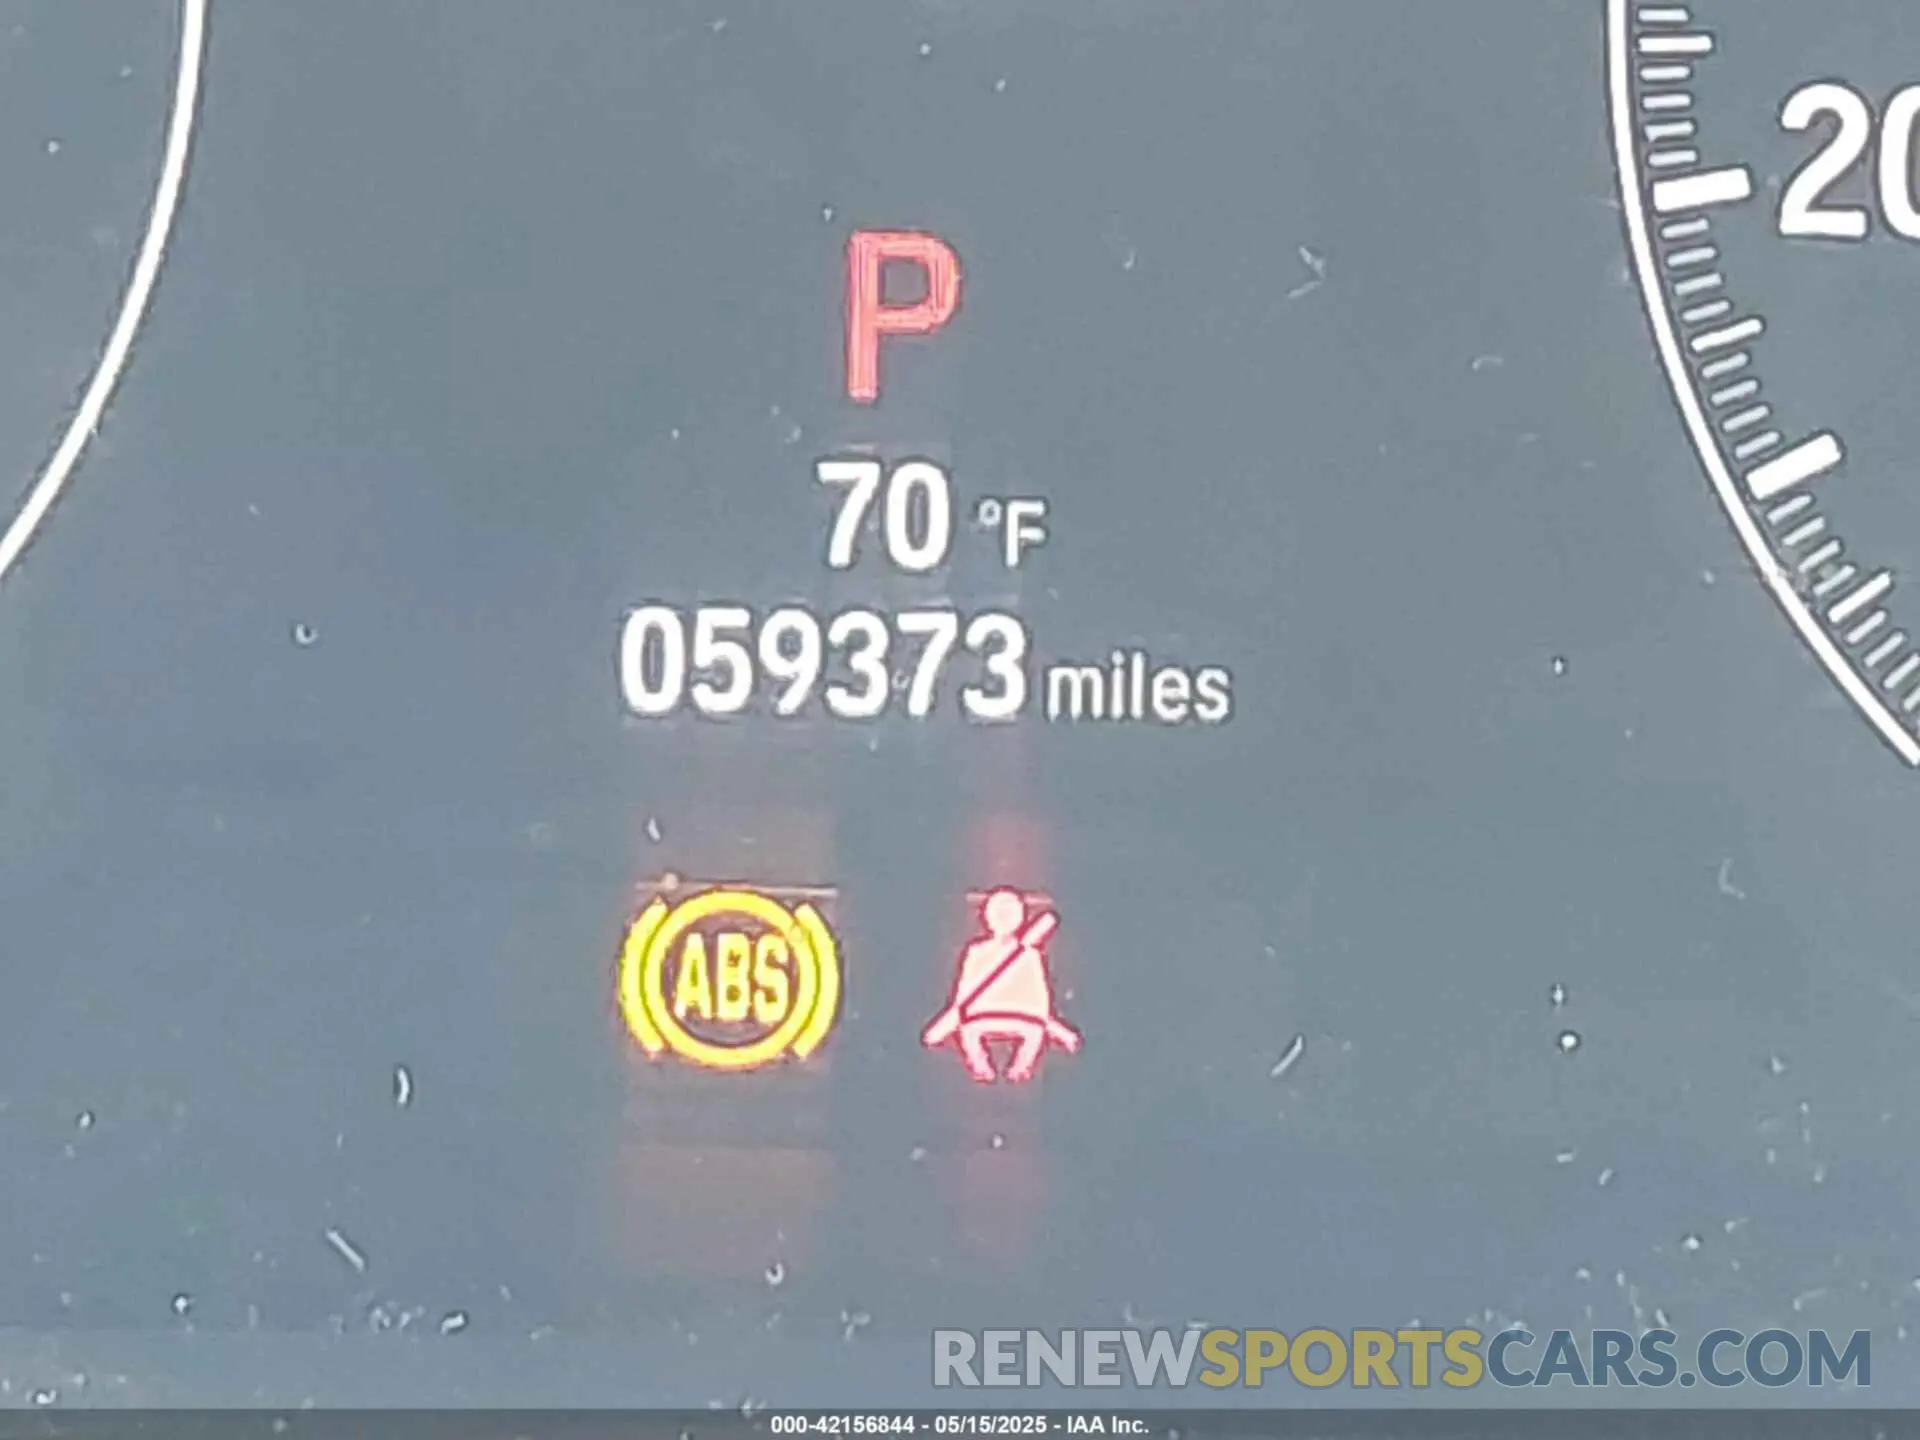 20
P
70 °F
059373 miles
ABS
RENEWSPORTSCARS.COM
000-42156844 - 05/15/2025 - IAA Inc.